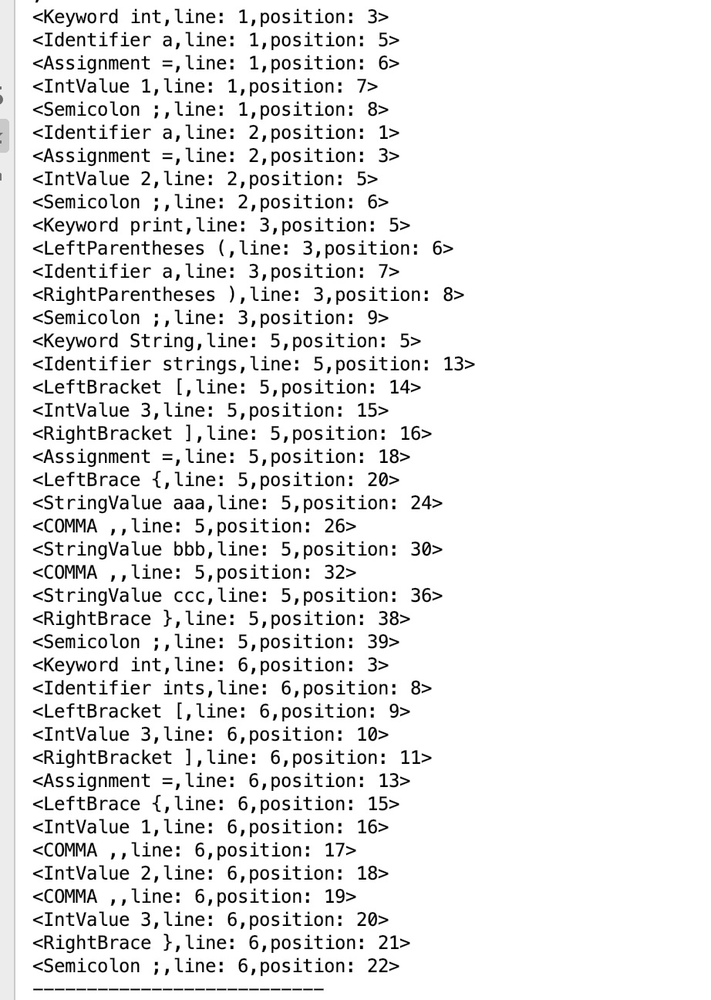 <Keyword int,line: 1,position: 3>
<Identifier a,line: 1,position: 5>
<Assignment =,line: 1,position: 6>
<IntValue 1,line: 1,position: 7>
<Semicolon ;,line: 1,position: 8>
<Identifier a,line: 2,position: 1>
<Assignment =,line: 2,position: 3>
<IntValue 2,line: 2,position: 5>
<Semicolon ;,line: 2,position: 6>
<Keyword print,line: 3,position: 5>
<LeftParentheses (,line: 3,position: 6>
<Identifier a,line: 3,position: 7>
<RightParentheses ),line: 3,position: 8>
<Semicolon ;,line: 3,position: 9>
<Keyword String,line: 5,position: 5>
<Identifier strings,line: 5,position: 13>
<LeftBracket [,line: 5,position: 14>
<IntValue 3,line: 5,position: 15>
<RightBracket ],line: 5,position: 16>
<Assignment =,line: 5,position: 18>
<LeftBrace {,line: 5,position: 20>
<StringValue aaa,line: 5,position: 24>
<COMMA ,,line: 5,position: 26>
<StringValue bbb,line: 5,position: 30>
<COMMA ,,line: 5,position: 32>
<StringValue ccc,line: 5,position: 36>
<RightBrace },line: 5,position: 38>
<Semicolon ;,line: 5,position: 39>
<Keyword int,line: 6,position: 3>
<Identifier ints,line: 6,position: 8>
<LeftBracket [,line: 6,position: 9>
<IntValue 3,line: 6,position: 10>
<RightBracket ],line: 6,position: 11>
<Assignment =,line: 6,position: 13>
<LeftBrace {,line: 6,position: 15>
<IntValue 1,line: 6,position: 16>
<COMMA ,,line: 6,position: 17>
<IntValue 2,line: 6,position: 18>
<COMMA ,,line: 6,position: 19>
<IntValue 3,line: 6,position: 20>
<RightBrace },line: 6,position: 21>
<Semicolon ;,line: 6,position: 22>
---------------------------